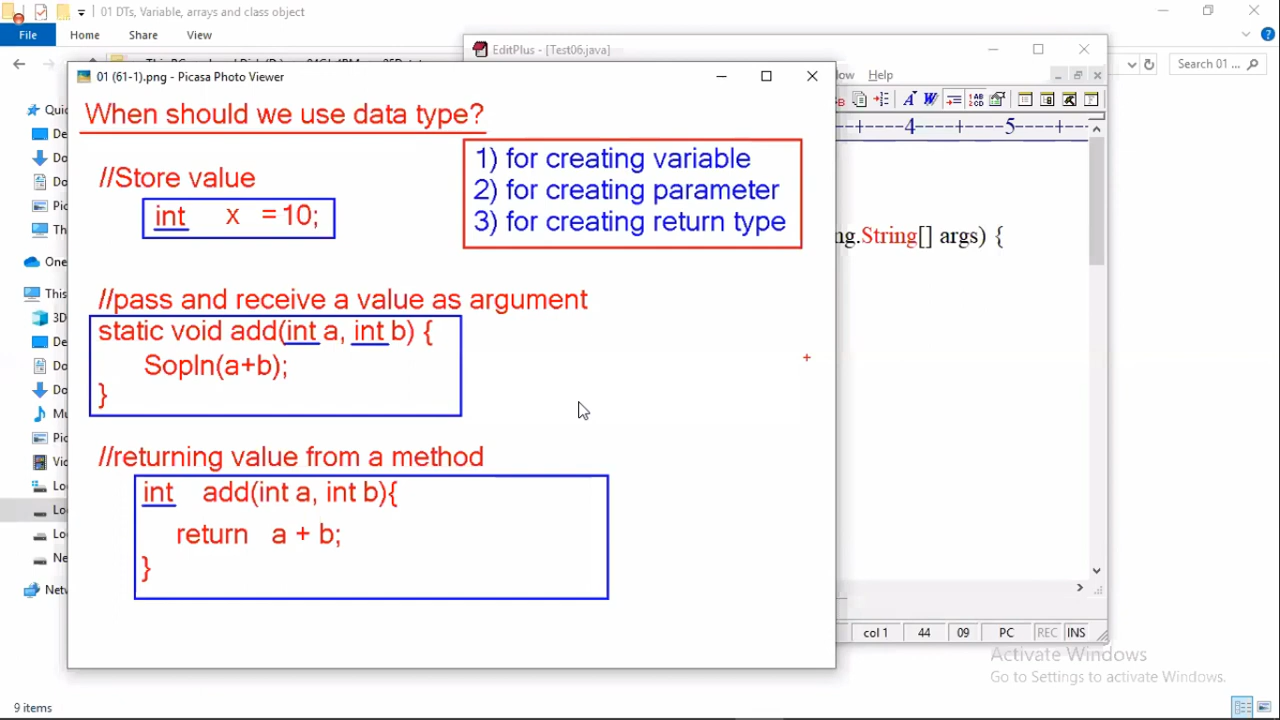 01 DTs, Variable, arrays and class object
File Home Share View
EditPlus - [Test06.java]
Search 01 ...
01 (61-1).png - Picasa Photo Viewer
Help
When should we use data type?
1) for creating variable
2) for creating parameter
3) for creating return type
//Store value
int x = 10;
//pass and receive a value as argument
static void add(int a, int b) {
Sopln(a+b);
}
//returning value from a method
int add(int a, int b){
return a + b;
}
----+----4----+----5----+--
ng.String[] args) {
col 1 44 09 PC REC INS
Activate Windows
Go to Settings to activate Windows.
9 items